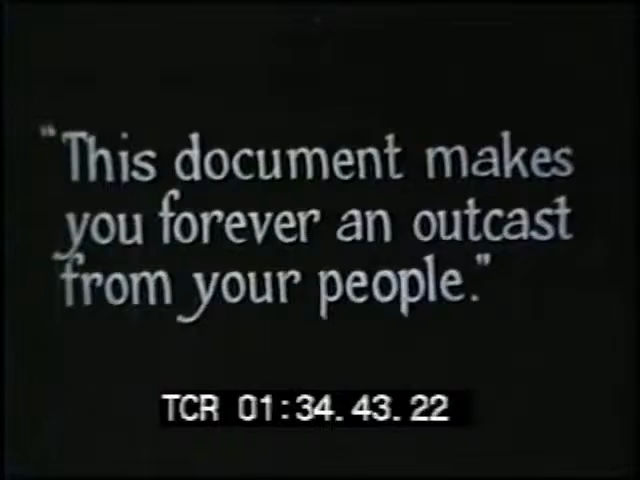 "This document makes
you forever an outcast
from your people."
TCR 01:34.43.22